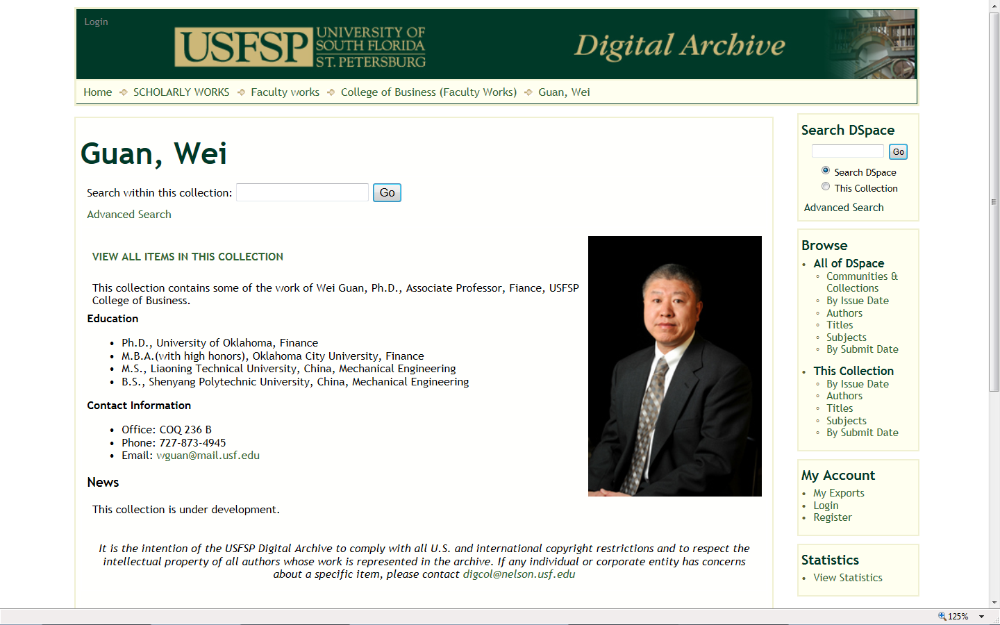 Login
USFSP UNIVERSITY OF
SOUTH FLORIDA
ST. PETERSBURG
Digital Archive
Home SCHOLARLY WORKS Faculty works College of Business (Faculty Works) Guan, Wei
Guan, Wei
Search within this collection: Go
Advanced Search
VIEW ALL ITEMS IN THIS COLLECTION
This collection contains some of the work of Wei Guan, Ph.D., Associate Professor, Fiance, USFSP
College of Business.
Education
• Ph.D., University of Oklahoma, Finance
• M.B.A.(with high honors), Oklahoma City University, Finance
• M.S., Liaoning Technical University, China, Mechanical Engineering
• B.S., Shenyang Polytechnic University, China, Mechanical Engineering
Contact Information
• Office: COQ 236 B
• Phone: 727-873-4945
• Email: wguan@mail.usf.edu
News
This collection is under development.
It is the intention of the USFSP Digital Archive to comply with all U.S. and international copyright restrictions and to respect the
intellectual property of all authors whose work is represented in the archive. If any individual or corporate entity has concerns
about a specific item, please contact digcol@nelson.usf.edu
Search DSpace
Go
Search DSpace
This Collection
Advanced Search
Browse
• All of DSpace
◦ Communities &
Collections
◦ By Issue Date
◦ Authors
◦ Titles
◦ Subjects
◦ By Submit Date
• This Collection
◦ By Issue Date
◦ Authors
◦ Titles
◦ Subjects
◦ By Submit Date
My Account
• My Exports
• Login
• Register
Statistics
• View Statistics
125%